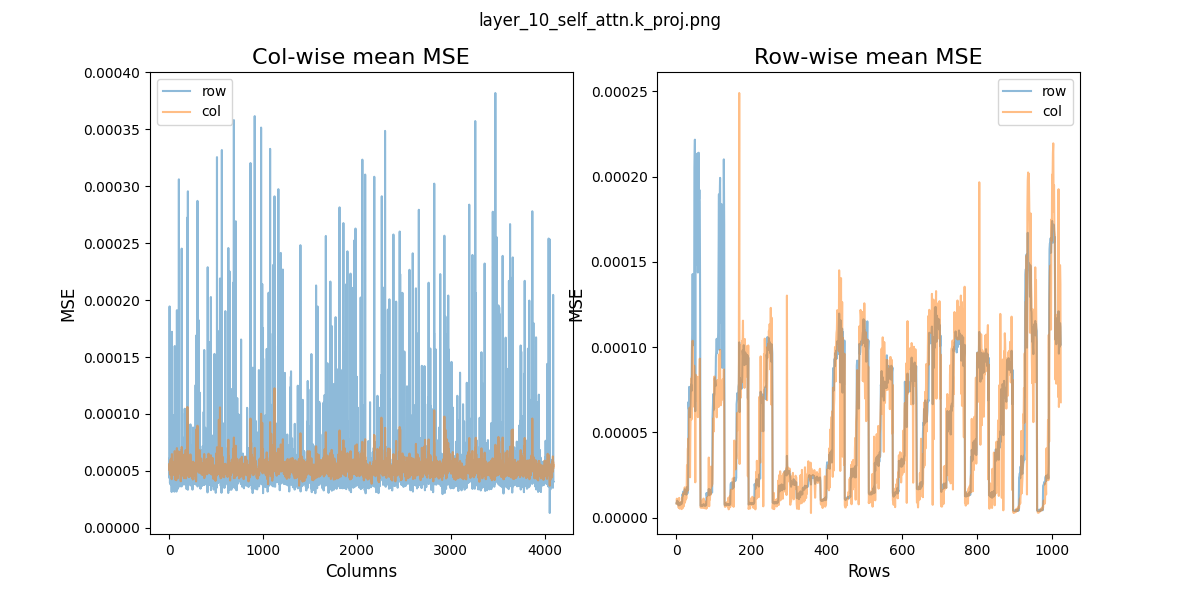 layer_10_self_attn.k_proj.png
Col-wise mean MSE
row
col
MSE
0.00040
0.00035
0.00030
0.00025
0.00020
0.00015
0.00010
0.00005
0.00000
0
1000
2000
3000
4000
Columns
Row-wise mean MSE
row
col
MSE
0.00025
0.00020
0.00015
0.00010
0.00005
0.00000
0
200
400
600
800
1000
Rows